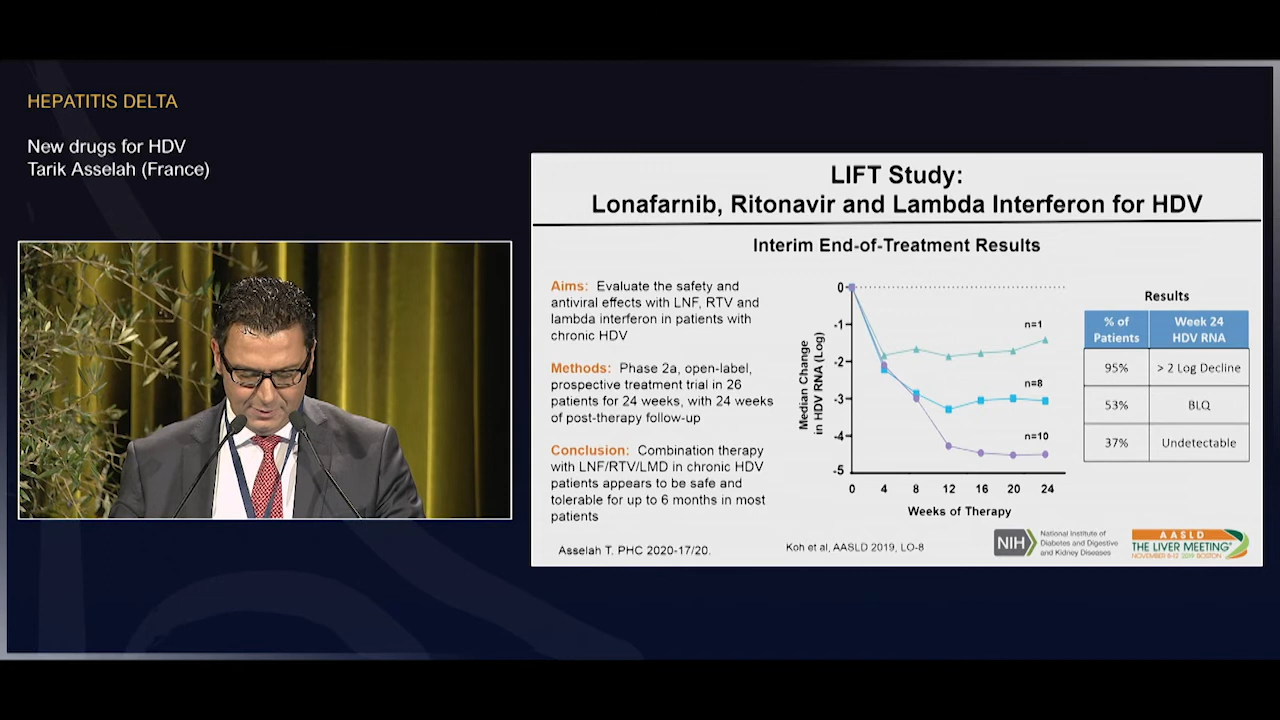 HEPATITIS DELTA
New drugs for HDV
Tarik Asselah (France)
LIFT Study:
Lonafarnib, Ritonavir and Lambda Interferon for HDV
Interim End-of-Treatment Results
Aims: Evaluate the safety and
antiviral effects with LNF, RTV and
lambda interferon in patients with
chronic HDV
Methods: Phase 2a, open-label,
prospective treatment trial in 26
patients for 24 weeks, with 24 weeks
of post-therapy follow-up
Conclusion: Combination therapy
with LNF/RTV/LMD in chronic HDV
patients appears to be safe and
tolerable for up to 6 months in most
patients
Asselah T. PHC 2020-17/20.
Median Change
in HDV RNA (Log)
0
-1
-2
-3
-4
-5
n=1
n=8
n=10
0 4 8 12 16 20 24
Weeks of Therapy
Koh et al, AASLD 2019, LO-8
Results
% of Patients Week 24 HDV RNA
95% > 2 Log Decline
53% BLQ
37% Undetectable
NIH
National Institute of
Diabetes and Digestive
and Kidney Diseases
AASLD
THE LIVER MEETING®
NOVEMBER 8-12 2019 BOSTON